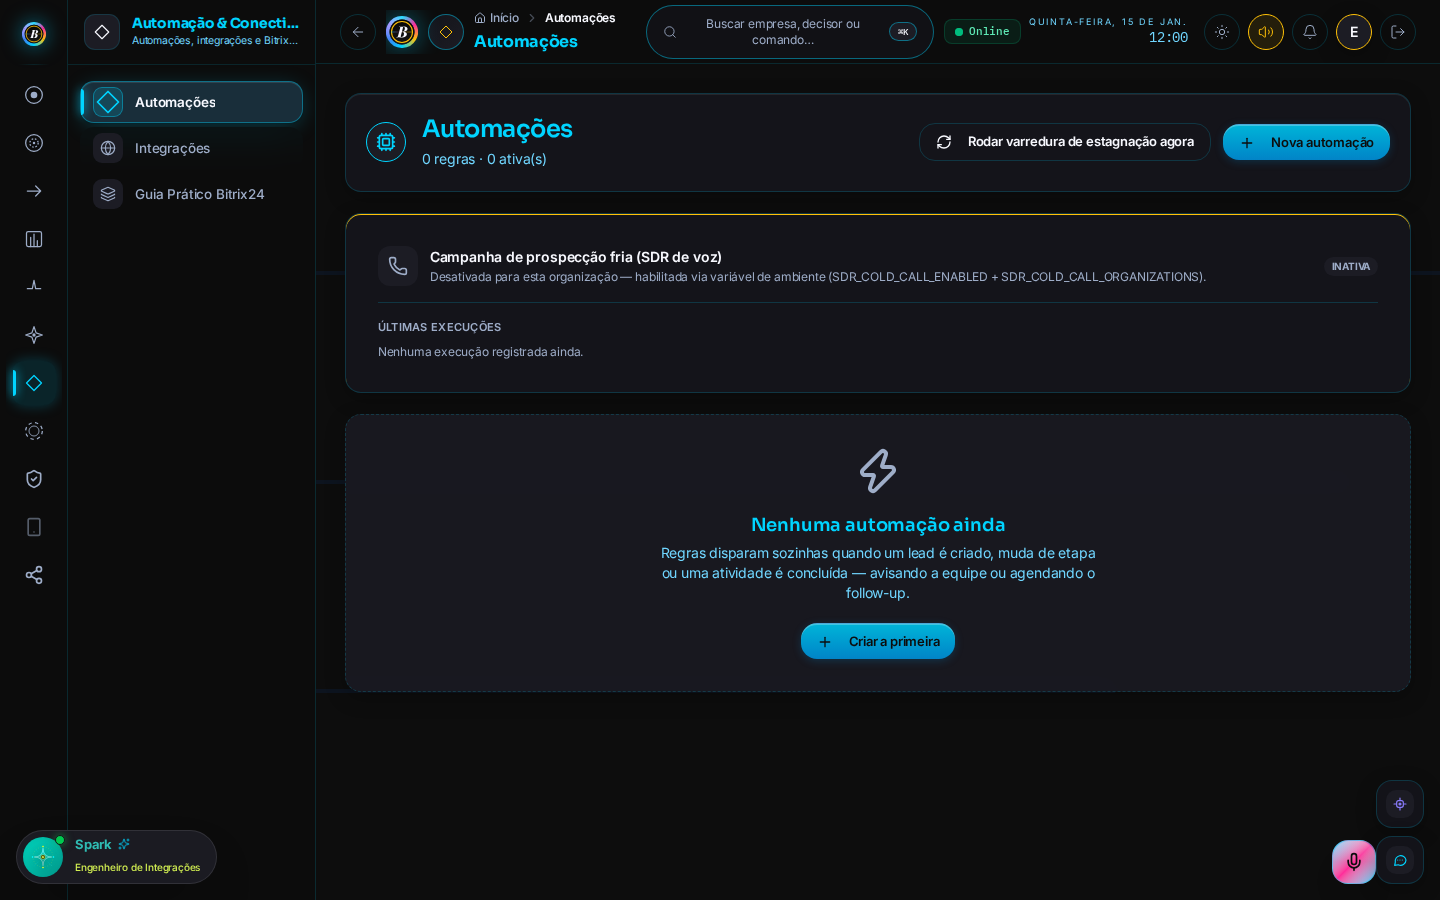 Automação & Conecti...
Automações, integrações e Bitrix...
Automações
Integrações
Guia Prático Bitrix24
Início
Automações
Automações
Buscar empresa, decisor ou
comando...
⌘K
Online
QUINTA-FEIRA, 15 DE JAN.
12:00
E
Automações
0 regras · 0 ativa(s)
Rodar varredura de estagnação agora
Nova automação
Campanha de prospecção fria (SDR de voz)
Desativada para esta organização — habilitada via variável de ambiente (SDR_COLD_CALL_ENABLED + SDR_COLD_CALL_ORGANIZATIONS).
INATIVA
ÚLTIMAS EXECUÇÕES
Nenhuma execução registrada ainda.
Nenhuma automação ainda
Regras disparam sozinhas quando um lead é criado, muda de etapa
ou uma atividade é concluída — avisando a equipe ou agendando o
follow-up.
Criar a primeira
Spark
Engenheiro de Integrações